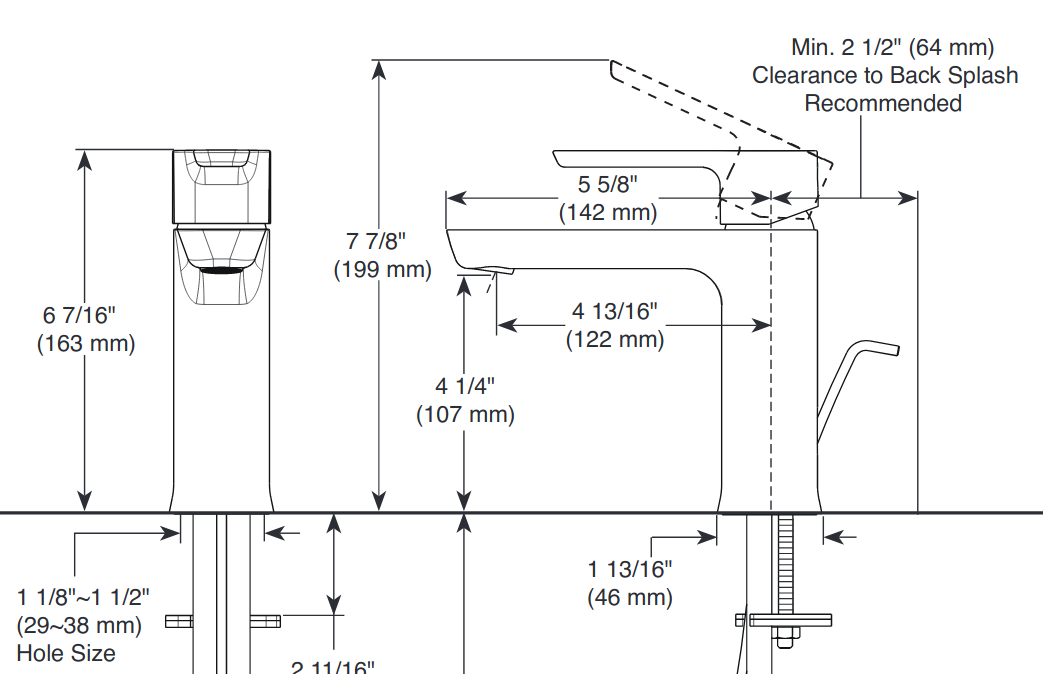 Min. 2 1/2" (64 mm)
Clearance to Back Splash
Recommended
5 5/8"
(142 mm)
7 7/8"
(199 mm)
6 7/16"
(163 mm)
4 13/16"
(122 mm)
4 1/4"
(107 mm)
1 1/8"~1 1/2"
(29~38 mm)
Hole Size
1 13/16"
(46 mm)
2 11/16"